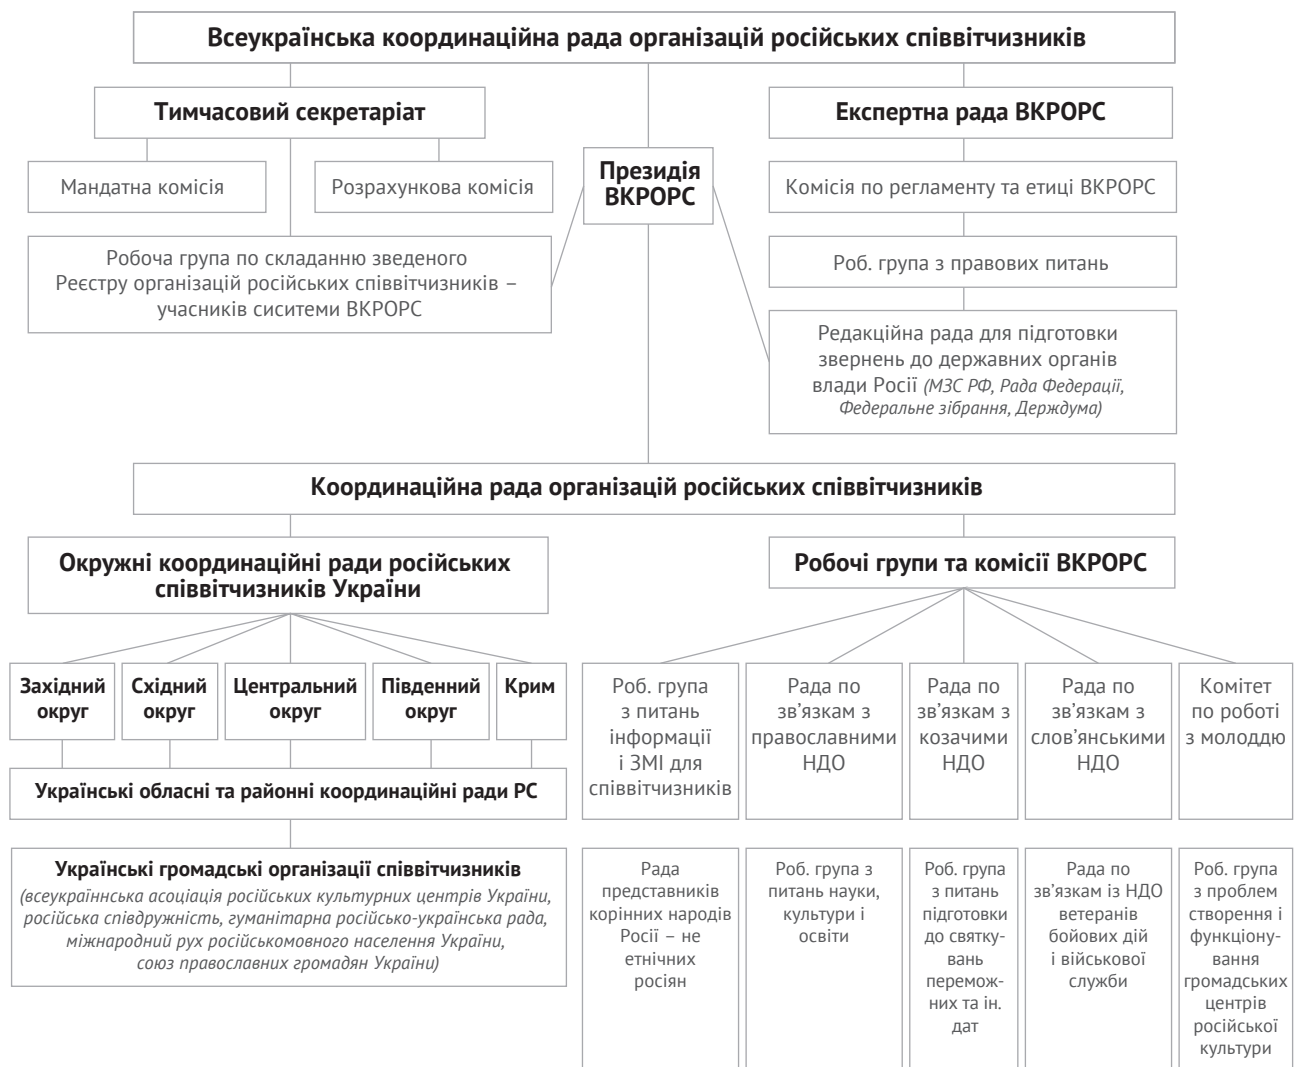 Всеукраїнська координаційна рада організацій російських співвітчизників
Тимчасовий секретаріат
Експертна рада ВКРОРС
Мандатна комісія
Розрахункова комісія
Президія
ВКРОРС
Комісія по регламенту та етиці ВКРОРС
Робоча група по складанню зведеного
Реєстру організацій російських співвітчизників –
учасників сиситеми ВКРОРС
Роб. група з правових питань
Редакційна рада для підготовки
звернень до державних органів
влади Росії (МЗС РФ, Рада Федерації,
Федеральне зібрання, Держдума)
Координаційна рада організацій російських співвітчизників
Окружні координаційні ради російських
співвітчизників України
Робочі групи та комісії ВКРОРС
Західний
округ
Східний
округ
Центральний
округ
Південний
округ
Крим
Українські обласні та районні координаційні ради РС
Українські громадські організації співвітчизників
(всеукраїннська асоціація російських культурних центрів України,
російська співдружність, гуманітарна російсько-українська рада,
міжнародний рух російськомовного населення України,
союз православних громадян України)
Роб. група
з питань
інформації
і ЗМІ для
співвітчизників
Рада по
зв’язкам з
православними
НДО
Рада по
зв’язкам з
козачими
НДО
Рада по
зв’язкам з
слов’янськими
НДО
Комітет
по роботі
з молоддю
Рада
представників
корінних народів
Росії – не
етнічних
росіян
Роб. група з
питань науки,
культури і
освіти
Роб. група
з питань
підготовки
до святку-
вань
перемож-
них та ін.
дат
Рада по
зв’язкам із НДО
ветеранів
бойових дій
і військової
служби
Роб. група
з проблем
створення і
функціону-
вання
громадських
центрів
російської
культури